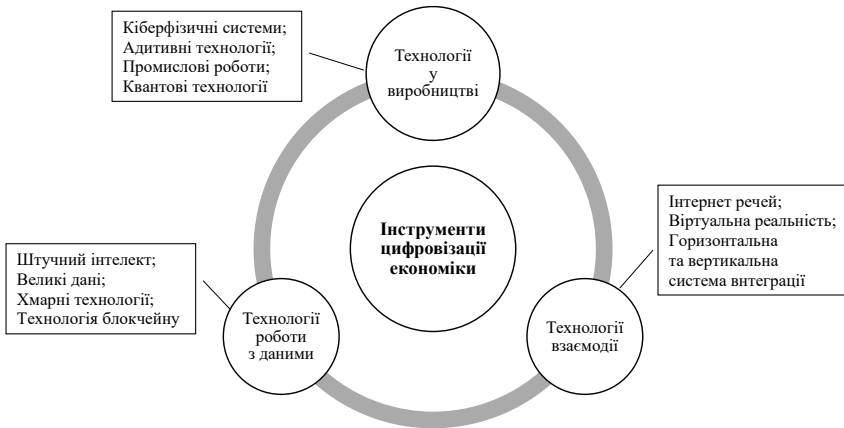 Кіберфізичні системи;
Адитивні технології;
Промислові роботи;
Квантові технології
Технології
у
виробництві
Інструменти
цифровізації
економіки
Інтернет речей;
Віртуальна реальність;
Горизонтальна
та вертикальна
система внтеграції
Штучний інтелект;
Великі дані;
Хмарні технології;
Технологія блокчейну
Технології
роботи
з даними
Технології
взаємодії